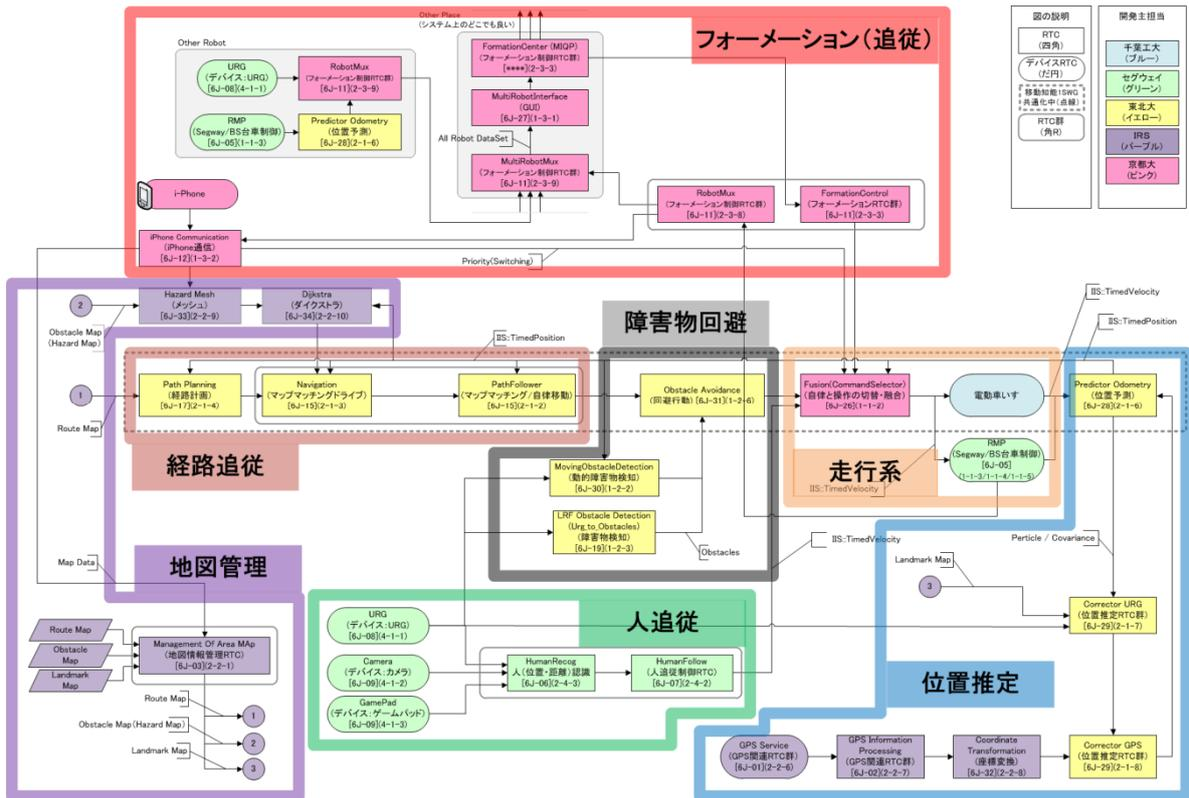 Other Place
(システム上のどこでも良い)
フォーメーション(追従)
Other Robot
URG
(デバイス:URG)
[6J-08](4-1-1)
RobotMux
(フォーメーション制御RTC群)
[6J-11](2-3-9)
RMP
(Segway/BS台車制御)
[6J-05](1-1-3)
Predictor Odometry
(位置予測)
[6J-28](2-1-6)
FormationCenter (MIQP)
(フォーメーション制御RTC群)
[****](2-3-3)
MultiRobotInterface
(GUI)
[6J-27](1-3-1)
All Robot DataSet
MultiRobotMux
(フォーメーション制御RTC群)
[6J-11](2-3-9)
RobotMux
(フォーメーション制御RTC群)
[6J-11](2-3-8)
FormationControl
(フォーメーションRTC群)
[6J-11](2-3-3)
i-Phone
iPhone Communication
(iPhone通信)
[6J-12](1-3-2)
Priority(Switching)
図の説明
RTC
(四角)
デバイスRTC
(だ円)
移動知能1SWG
共通化中(点線)
RTC群
(角R)
開発主担当
千葉工大
(ブルー)
セグウェイ
(グリーン)
東北大
(イエロー)
IRS
(パープル)
京都大
(ピンク)
2
Hazard Mesh
(メッシュ)
[6J-33](2-2-9)
Dijkstra
(ダイクストラ)
[6J-34](2-2-10)
Obstacle Map
(Hazard Map)
障害物回避
IIS::TimedPosition
IIS::TimedVelocity
IIS::TimedPosition
1
Route Map
Path Planning
(経路計画)
[6J-17](2-1-4)
Navigation
(マップマッチングドライブ)
[6J-15](2-1-3)
PathFollower
(マップマッチング/自律移動)
[6J-15](2-1-2)
Obstacle Avoidance
(回避行動) [6J-31](1-2-6)
Fusion(CommandSelector)
(自律と操作の切替・融合)
[6J-26](1-1-2)
電動車いす
Predictor Odometry
(位置予測)
[6J-28](2-1-6)
RMP
(Segway/BS台車制御)
[6J-05]
(1-1-3/1-1-4/1-1-5)
経路追従
走行系
IIS::TimedVelocity
MovingObstacleDetection
(動的障害物検知)
[6J-30](1-2-2)
LRF Obstacle Detection
(Urg_to_Obstacles)
(障害物検知)
[6J-19](1-2-3)
Obstacles
IIS::TimedVelocity
Perticle / Covariance
Landmark Map
3
Corrector URG
(位置推定RTC群)
[6J-29](2-1-7)
地図管理
Map Data
Route Map
Obstacle
Map
Landmark
Map
Management Of Area MAp
(地図情報管理RTC)
[6J-03](2-2-1)
Route Map
1
Obstacle Map(Hazard Map)
2
Landmark Map
3
人追従
URG
(デバイス:URG)
[6J-08](4-1-1)
Camera
(デバイス:カメラ)
[6J-09](4-1-2)
GamePad
(デバイス:ゲームパッド)
[6J-09](4-1-3)
HumanRecog
人(位置・距離)認識
[6J-06](2-4-3)
HumanFollow
(人追従制御RTC)
[6J-07](2-4-2)
位置推定
GPS Service
(GPS関連RTC群)
[6J-01](2-2-6)
GPS Information
Processing
(GPS関連RTC群)
[6J-02](2-2-7)
Coordinate
Transformation
(座標変換)
[6J-32](2-2-8)
Corrector GPS
(位置推定RTC群)
[6J-29](2-1-8)